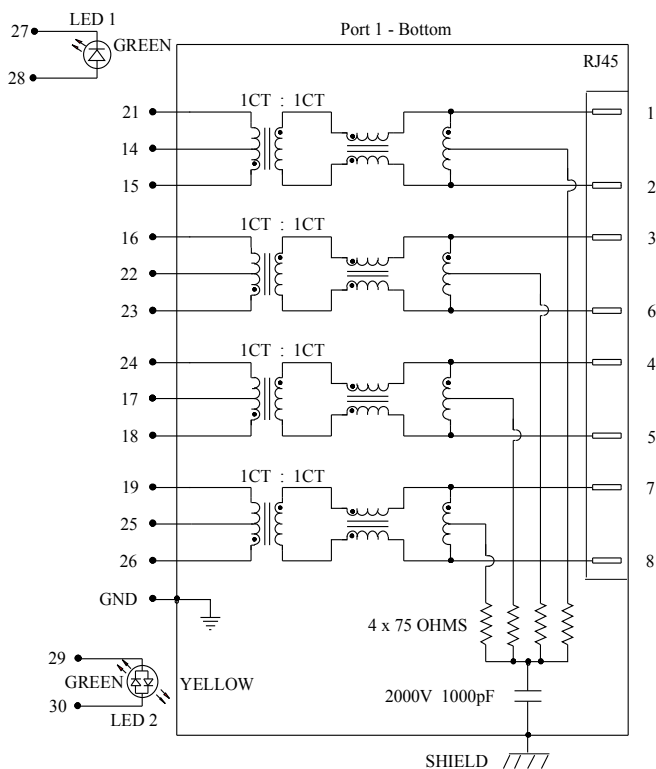 LED 1
27
GREEN
28
Port 1 - Bottom
RJ45
1CT : 1CT
21
1
14
15
2
1CT : 1CT
16
3
22
23
6
1CT : 1CT
24
4
17
18
5
1CT : 1CT
19
7
25
26
8
GND
4 x 75 OHMS
29
GREEN
YELLOW
30
LED 2
2000V 1000pF
SHIELD